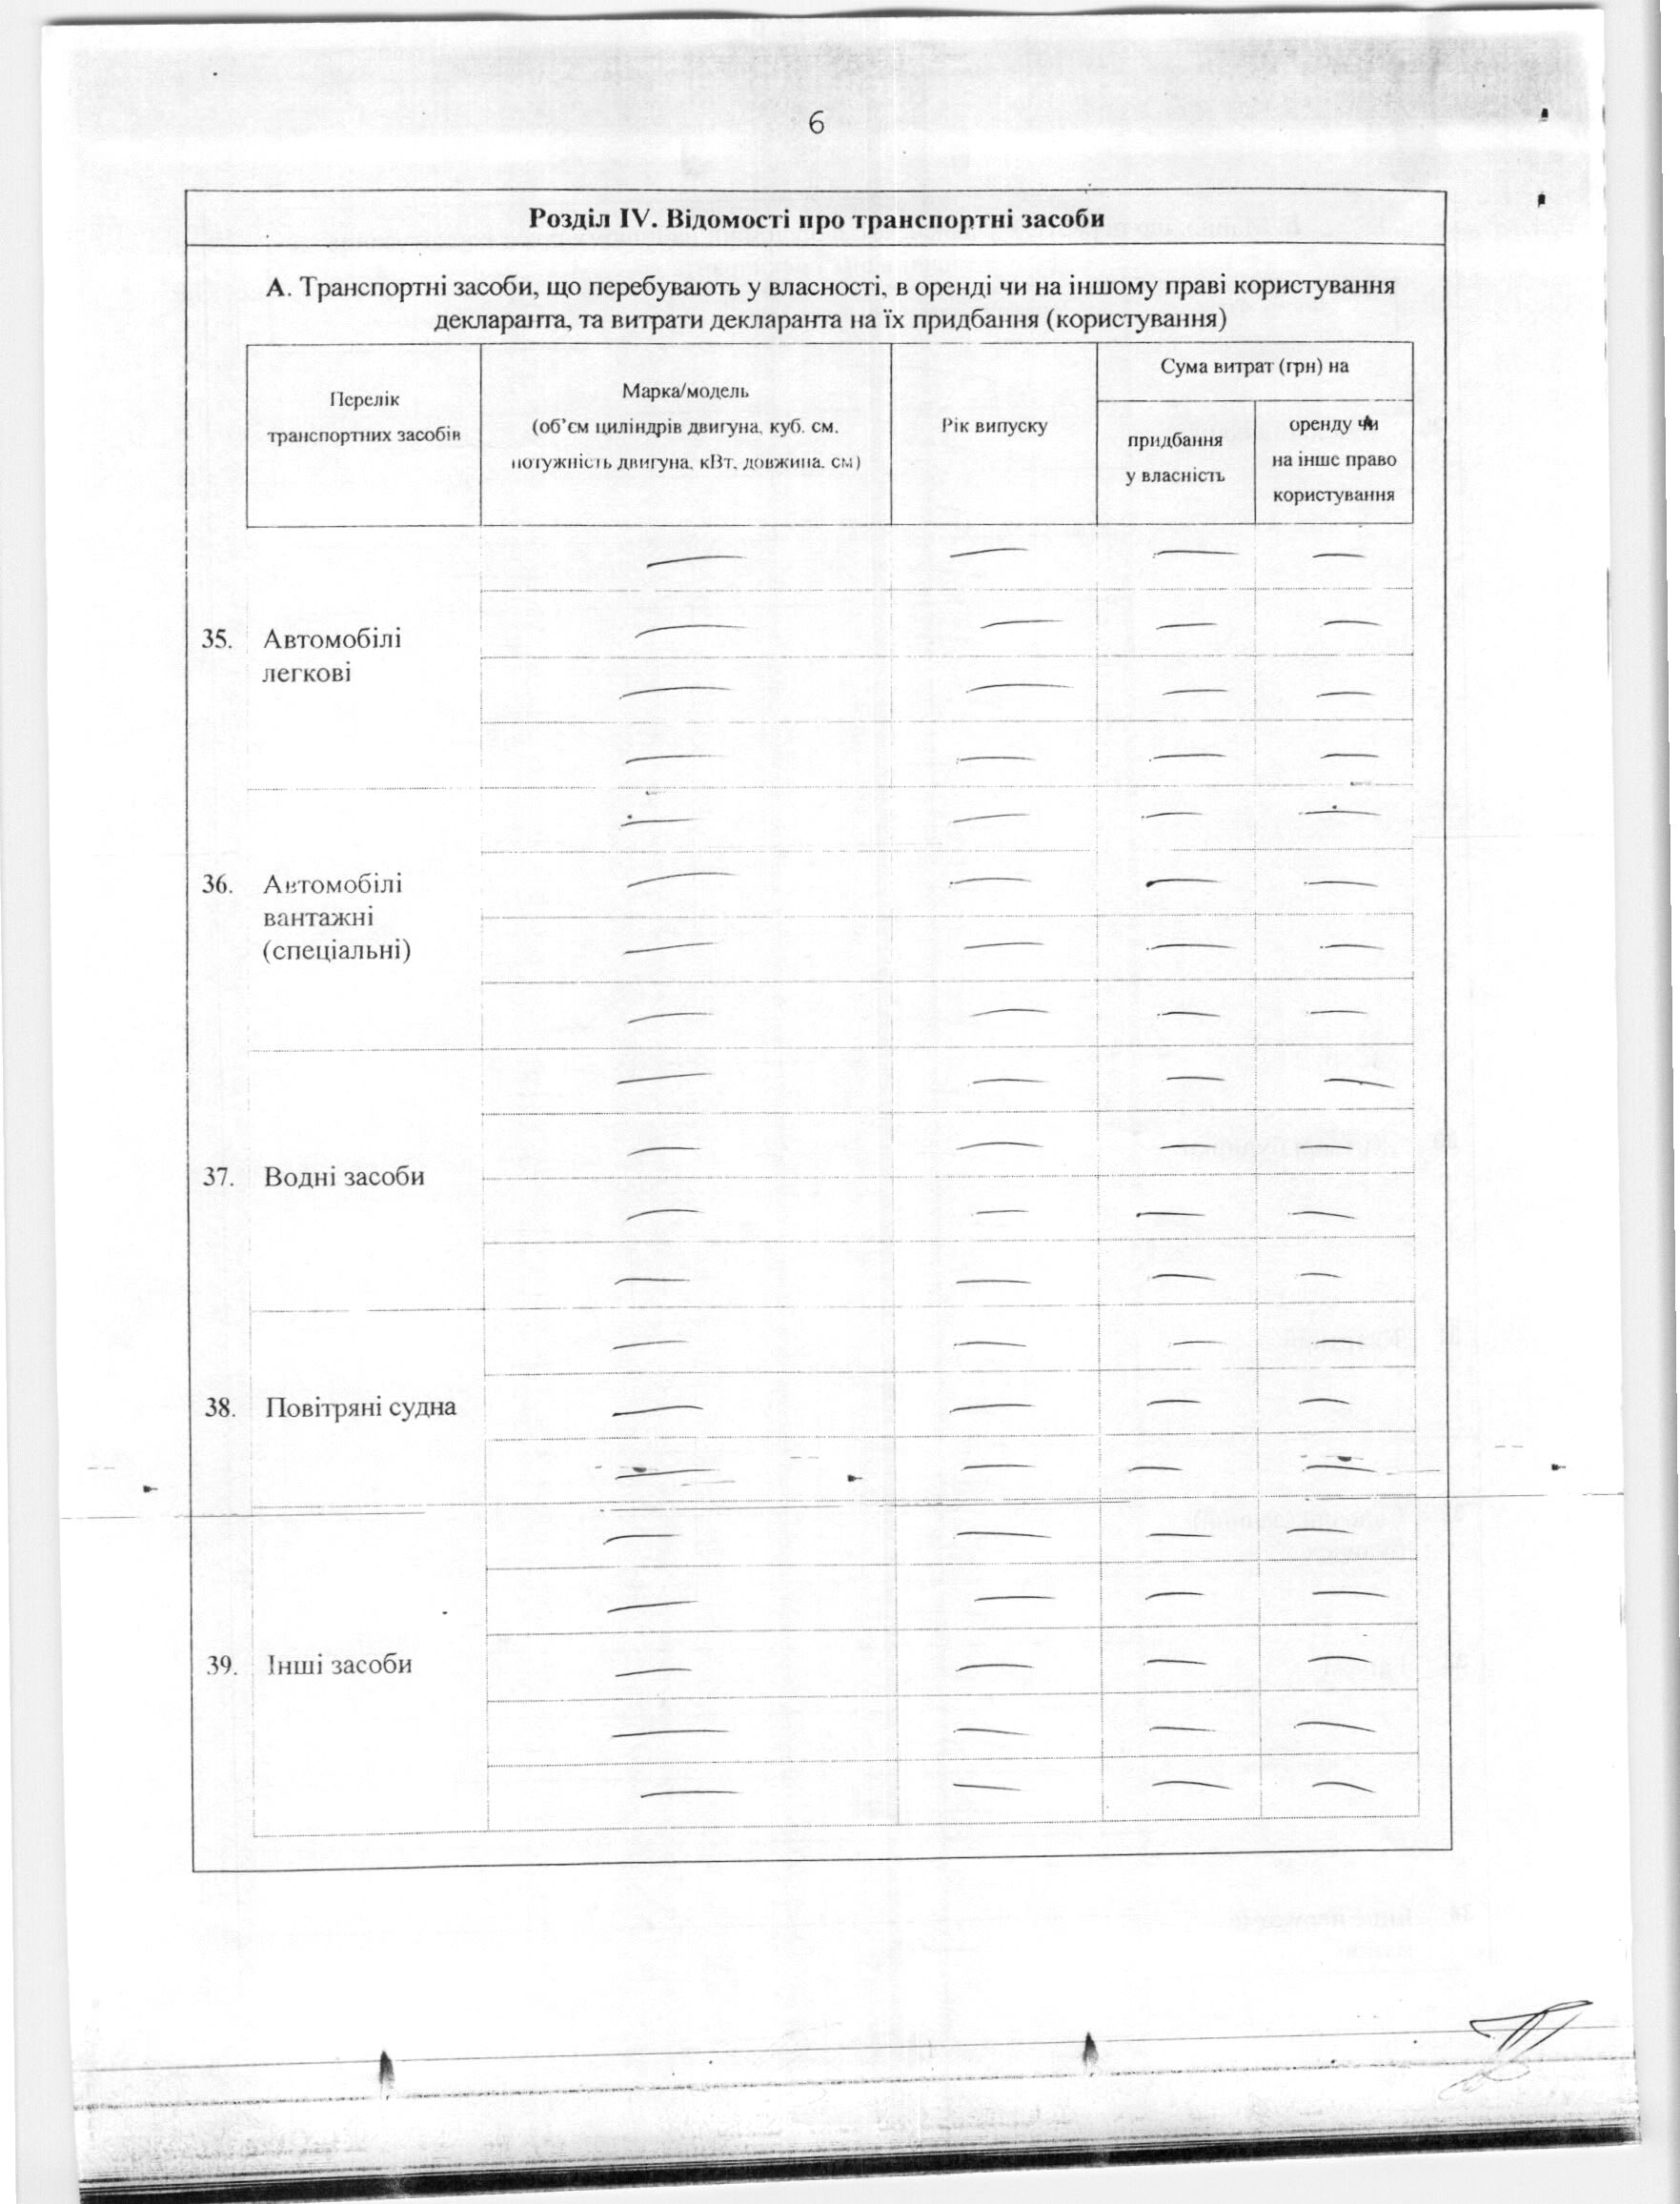 6
Розділ IV. Відомості про транспортні засоби
А. Транспортні засоби, що перебувають у власності, в оренді чи на іншому праві користування
декларанта, та витрати декларанта на їх придбання (користування)
Перелік
транспортних засобів
Марка/модель
(об’єм циліндрів двигуна, куб. см,
потужність двигуна, кВт, довжина, см)
Рік випуску
Сума витрат (грн) на
придбання
у власність
оренду чи
на інше право
користування
— — — —
— — — —
35. Автомобілі
легкові
— — — —
— — — —
— — — —
36. Автомобілі
вантажні
(спеціальні)
— — — —
— — — —
— — — —
— — — —
— — — —
37. Водні засоби
— — — —
— — — —
— — — —
38. Повітряні судна
— — — —
— — — —
— — — —
— — — —
39. Інші засоби
— — — —
— — — —
— — — —